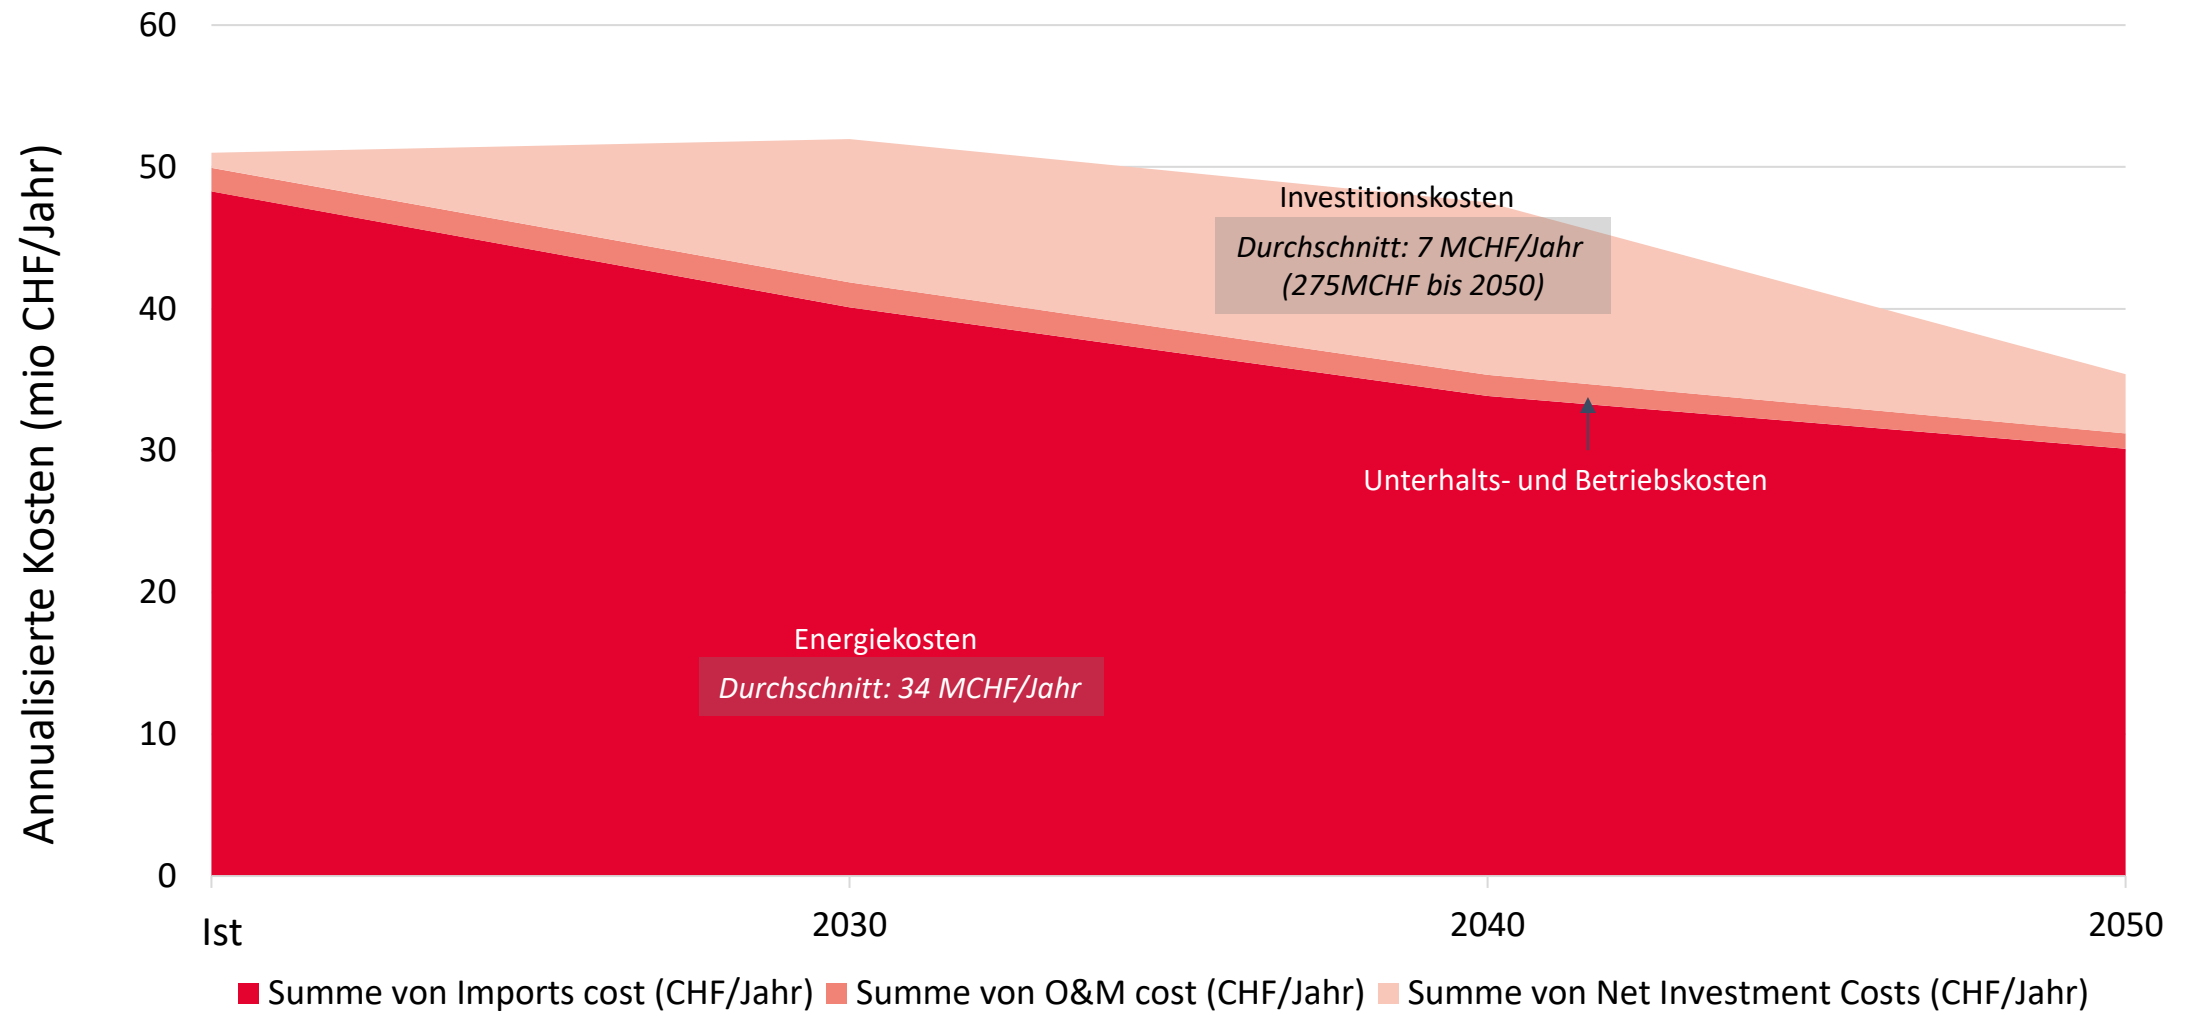 Annualisierte Kosten (mio CHF/Jahr)
60
50
40
30
20
10
0
Investitionskosten
Durchschnitt: 7 MCHF/Jahr
(275MCHF bis 2050)
Unterhalts- und Betriebskosten
Energiekosten
Durchschnitt: 34 MCHF/Jahr
Ist
2030
2040
2050
Summe von Imports cost (CHF/Jahr)
Summe von O&M cost (CHF/Jahr)
Summe von Net Investment Costs (CHF/Jahr)